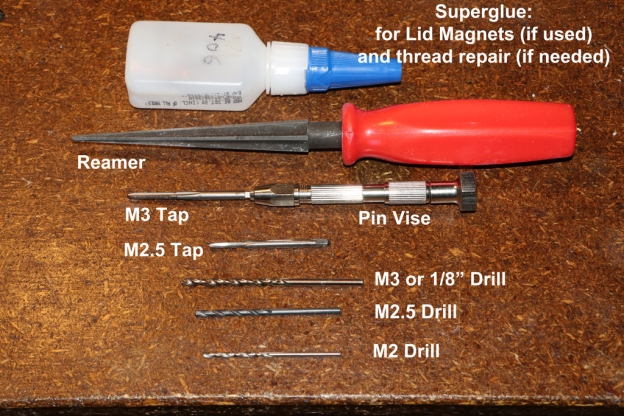 Superglue:
for Lid Magnets (if used)
and thread repair (if needed)
Reamer
M3 Tap
Pin Vise
M2.5 Tap
M3 or 1/8” Drill
M2.5 Drill
M2 Drill